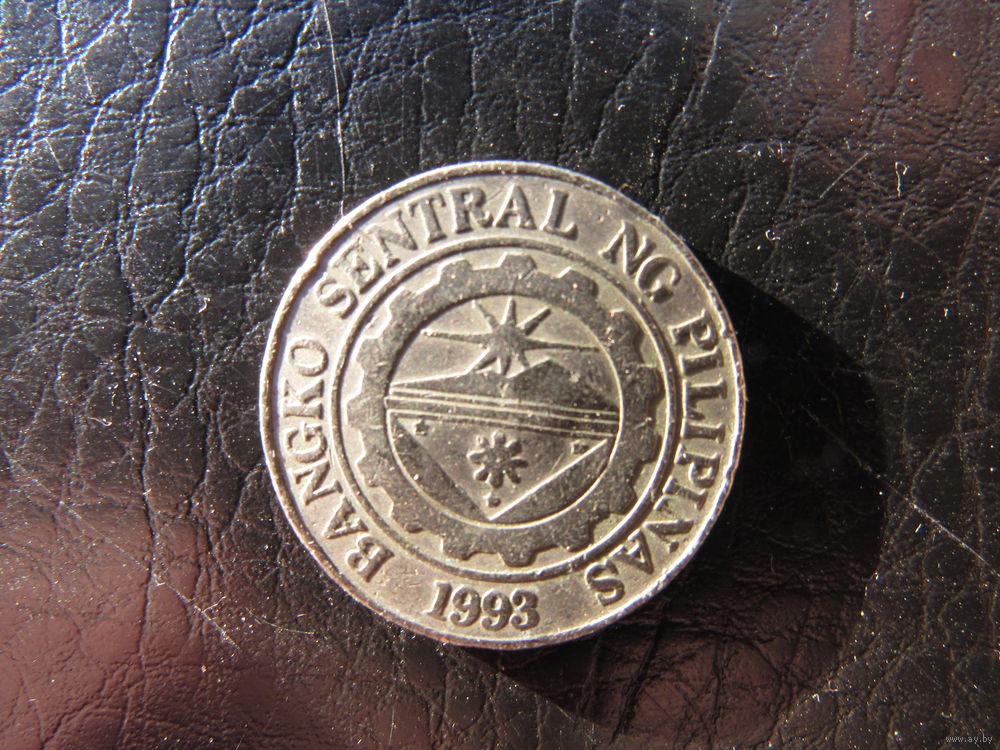 BANGKO SENTRAL NG PILIPINAS
1993
www.ay.by